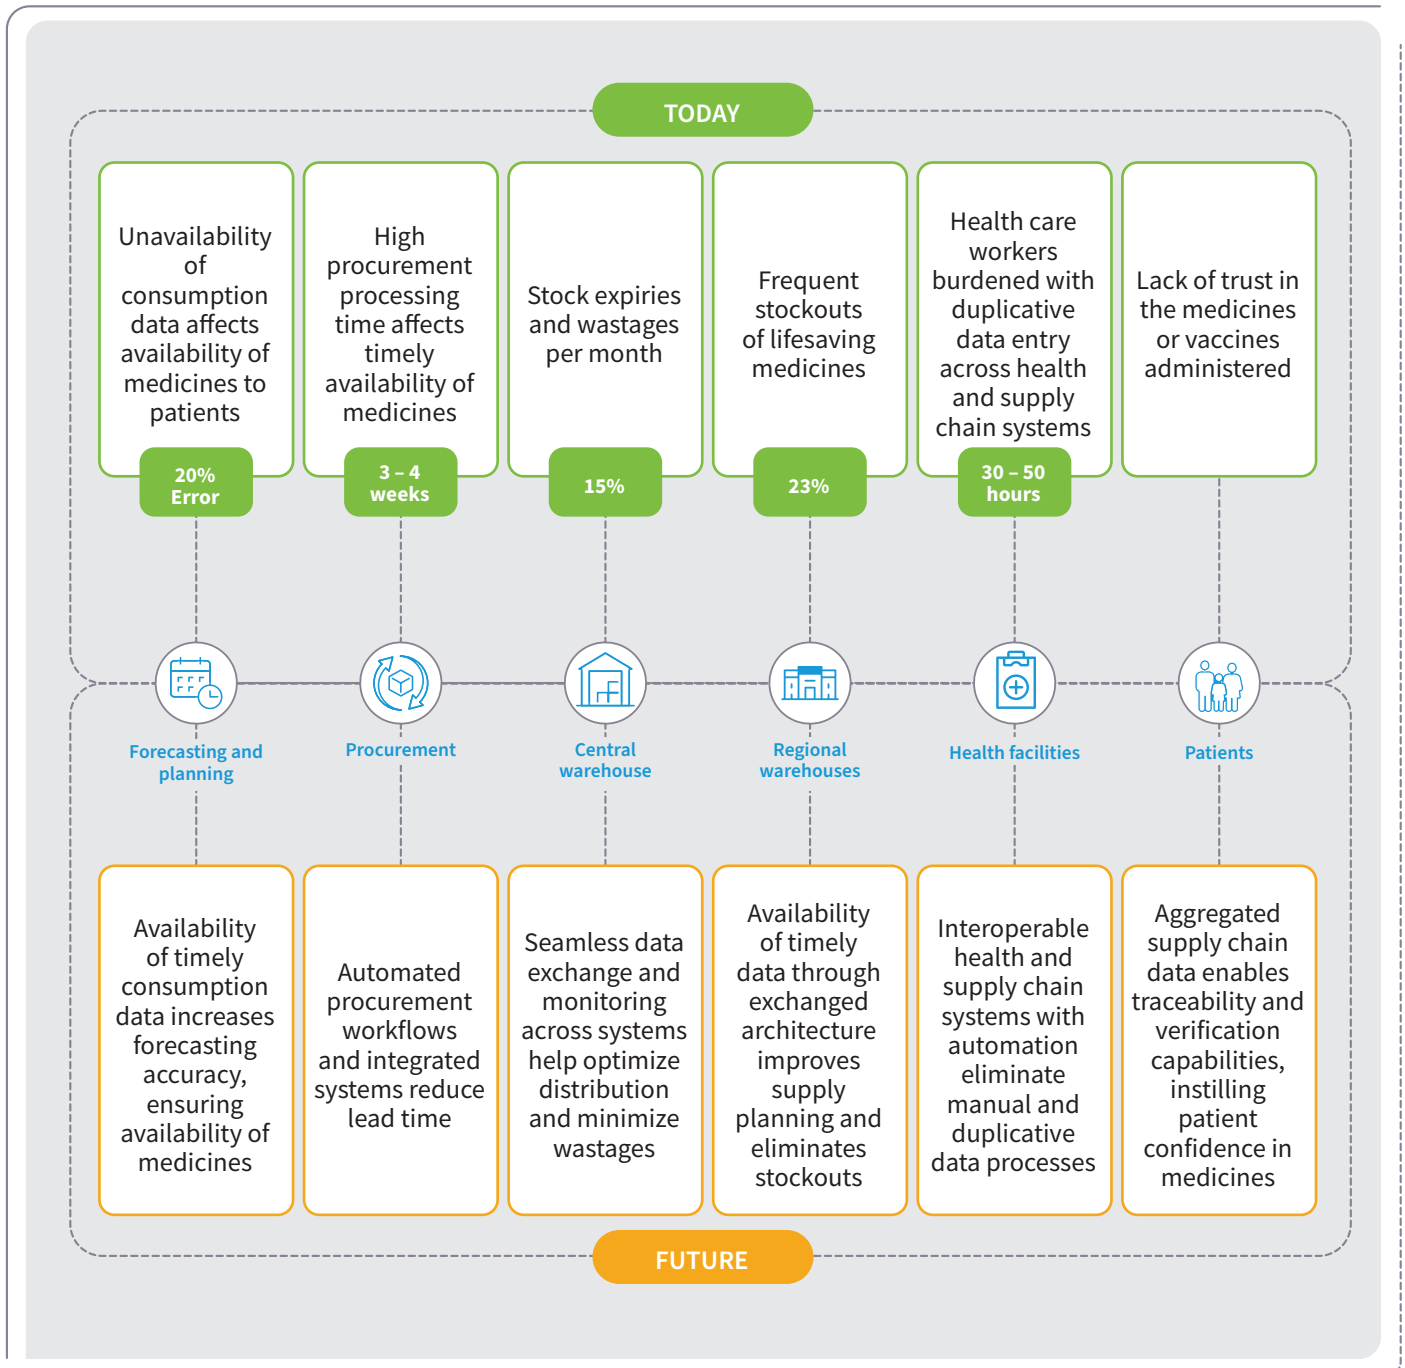 TODAY
Unavailability
of
consumption
data affects
availability of
medicines to
patients
20%
Error
High
procurement
processing
time affects
timely
availability of
medicines
3 – 4
weeks
Stock expiries
and wastages
per month
15%
Frequent
stockouts
of lifesaving
medicines
23%
Health care
workers
burdened with
duplicative
data entry
across health
and supply
chain systems
30 – 50
hours
Lack of trust in
the medicines
or vaccines
administered
Forecasting and
planning
Procurement
Central
warehouse
Regional
warehouses
Health facilities
Patients
Availability
of timely
consumption
data increases
forecasting
accuracy,
ensuring
availability of
medicines
Automated
procurement
workflows
and integrated
systems reduce
lead time
Seamless data
exchange and
monitoring
across systems
help optimize
distribution
and minimize
wastages
Availability
of timely
data through
exchanged
architecture
improves
supply
planning and
eliminates
stockouts
Interoperable
health and
supply chain
systems with
automation
eliminate
manual and
duplicative
data processes
Aggregated
supply chain
data enables
traceability and
verification
capabilities,
instilling
patient
confidence in
medicines
FUTURE